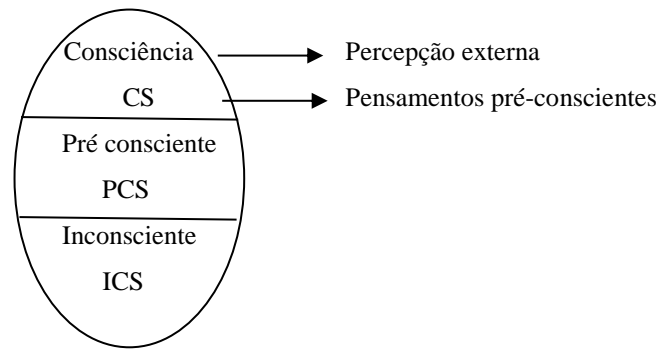 Consciência Percepção externa
CS Pensamentos pré-conscientes
Pré consciente
PCS
Inconsciente
ICS